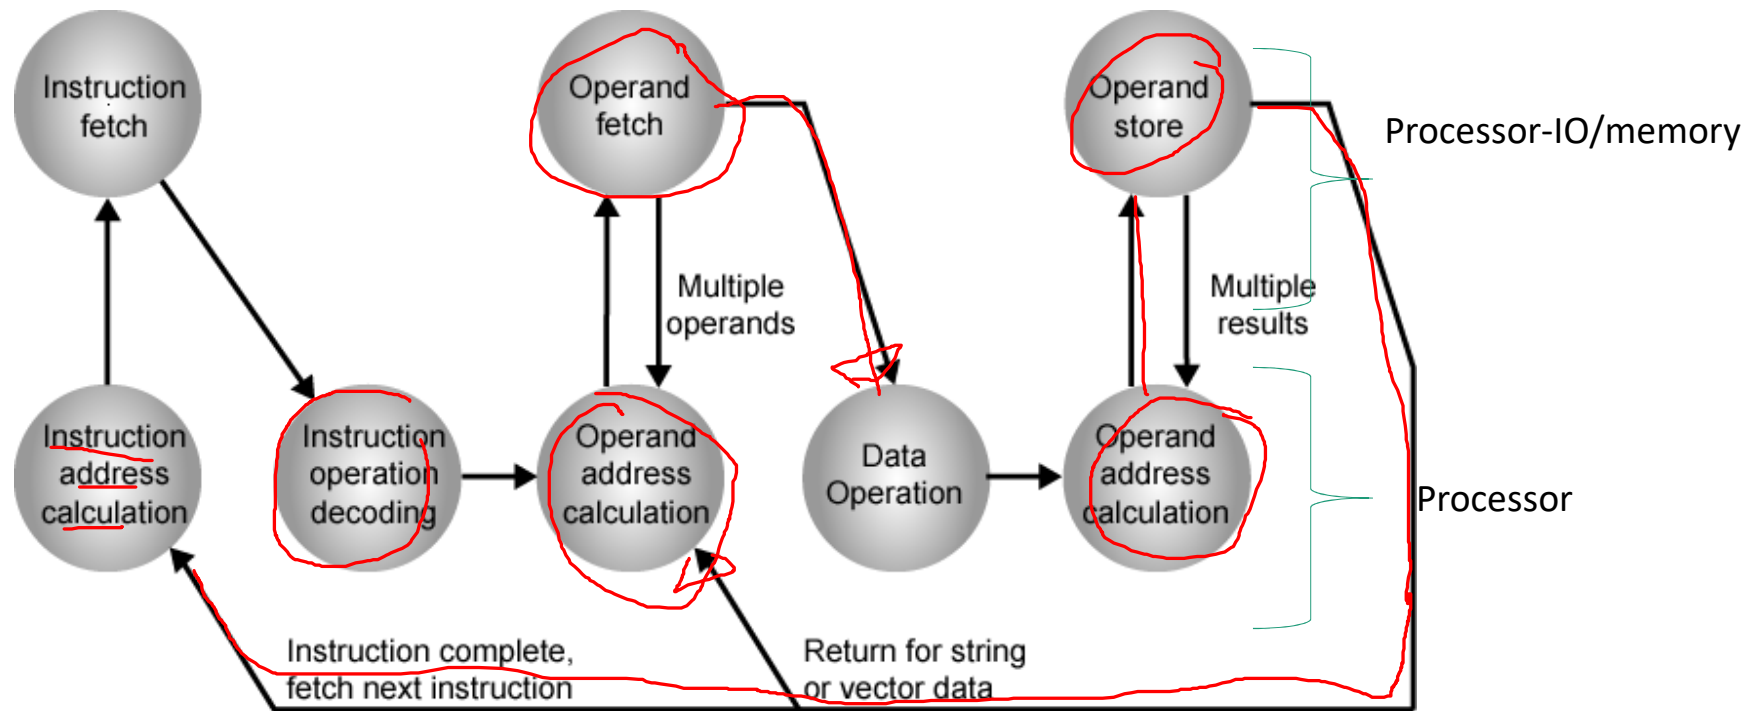 Instruction
fetch
Operand
fetch
Operand
store
Processor-IO/memory
Multiple
operands
Multiple
results
Instruction
address
calculation
Instruction
operation
decoding
Operand
address
calculation
Data
Operation
Operand
address
calculation
Processor
Instruction complete,
fetch next instruction
Return for string
or vector data